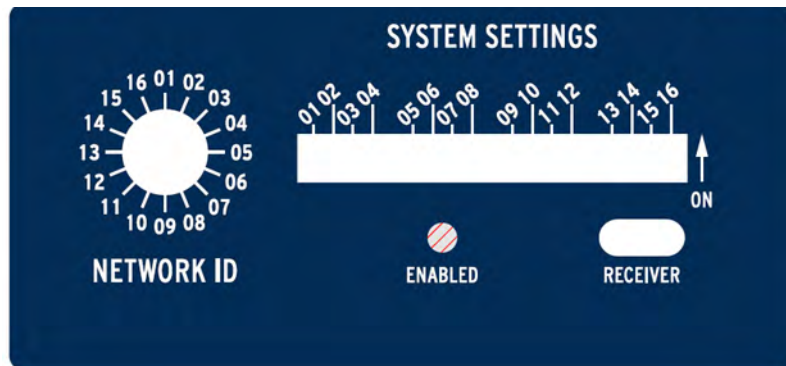 SYSTEM SETTINGS
16 01 02
15 03
14 04
13 05
12 06
11 07
10 09 08
NETWORK ID
01 02 03 04 05 06 07 08 09 10 11 12 13 14 15 16
ON
ENABLED
RECEIVER